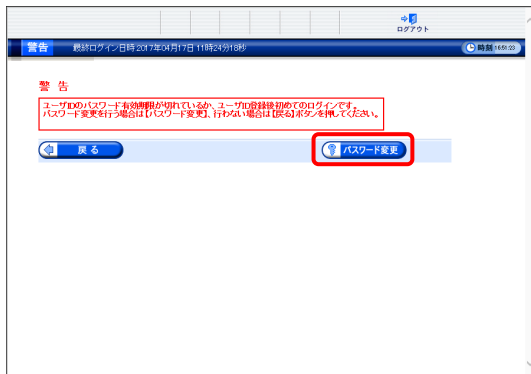 ログアウト
警告 最終ログイン日時:2017年04月17日 11時24分18秒 時刻 16:51:23
警 告
ユーザIDのパスワード有効期限が切れているか、ユーザID登録後初めてのログインです。
パスワード変更を行う場合は【パスワード変更】、行わない場合は【戻る】ボタンを押してください。
戻 る パスワード変更